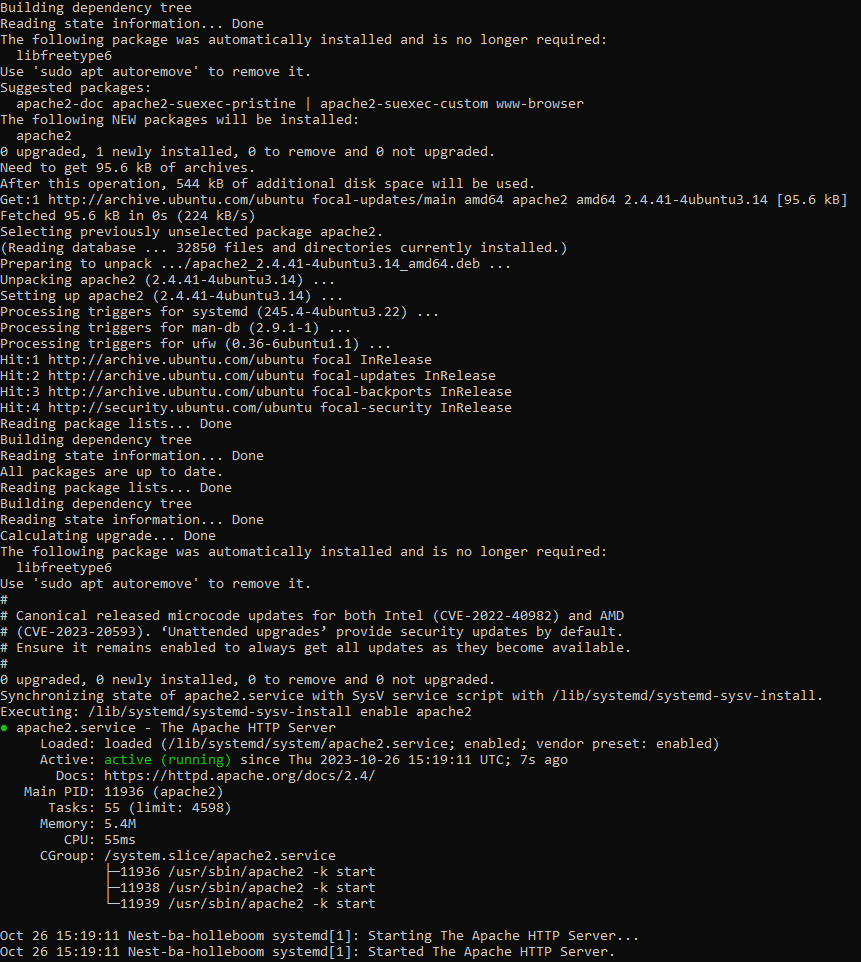 Building dependency tree
Reading state information... Done
The following package was automatically installed and is no longer required:
  libfreetype6
Use 'sudo apt autoremove' to remove it.
Suggested packages:
  apache2-doc apache2-suexec-pristine | apache2-suexec-custom www-browser
The following NEW packages will be installed:
  apache2
0 upgraded, 1 newly installed, 0 to remove and 0 not upgraded.
Need to get 95.6 kB of archives.
After this operation, 544 kB of additional disk space will be used.
Get:1 http://archive.ubuntu.com/ubuntu focal-updates/main amd64 apache2 amd64 2.4.41-4ubuntu3.14 [95.6 kB]
Fetched 95.6 kB in 0s (224 kB/s)
Selecting previously unselected package apache2.
(Reading database ... 32850 files and directories currently installed.)
Preparing to unpack .../apache2_2.4.41-4ubuntu3.14_amd64.deb ...
Unpacking apache2 (2.4.41-4ubuntu3.14) ...
Setting up apache2 (2.4.41-4ubuntu3.14) ...
Processing triggers for systemd (245.4-4ubuntu3.22) ...
Processing triggers for man-db (2.9.1-1) ...
Processing triggers for ufw (0.36-6ubuntu1.1) ...
Hit:1 http://archive.ubuntu.com/ubuntu focal InRelease
Hit:2 http://archive.ubuntu.com/ubuntu focal-updates InRelease
Hit:3 http://archive.ubuntu.com/ubuntu focal-backports InRelease
Hit:4 http://security.ubuntu.com/ubuntu focal-security InRelease
Reading package lists... Done
Building dependency tree
Reading state information... Done
All packages are up to date.
Reading package lists... Done
Building dependency tree
Reading state information... Done
Calculating upgrade... Done
The following package was automatically installed and is no longer required:
  libfreetype6
Use 'sudo apt autoremove' to remove it.
#
# Canonical released microcode updates for both Intel (CVE-2022-40982) and AMD
# (CVE-2023-20593). ‘Unattended upgrades’ provide security updates by default.
# Ensure it remains enabled to always get all updates as they become available.
#
0 upgraded, 0 newly installed, 0 to remove and 0 not upgraded.
Synchronizing state of apache2.service with SysV service script with /lib/systemd/systemd-sysv-install.
Executing: /lib/systemd/systemd-sysv-install enable apache2
● apache2.service - The Apache HTTP Server
     Loaded: loaded (/lib/systemd/system/apache2.service; enabled; vendor preset: enabled)
     Active: active (running) since Thu 2023-10-26 15:19:11 UTC; 7s ago
       Docs: https://httpd.apache.org/docs/2.4/
   Main PID: 11936 (apache2)
      Tasks: 55 (limit: 4598)
     Memory: 5.4M
        CPU: 55ms
     CGroup: /system.slice/apache2.service
             ├─11936 /usr/sbin/apache2 -k start
             ├─11938 /usr/sbin/apache2 -k start
             └─11939 /usr/sbin/apache2 -k start

Oct 26 15:19:11 Nest-ba-holleboom systemd[1]: Starting The Apache HTTP Server...
Oct 26 15:19:11 Nest-ba-holleboom systemd[1]: Started The Apache HTTP Server.